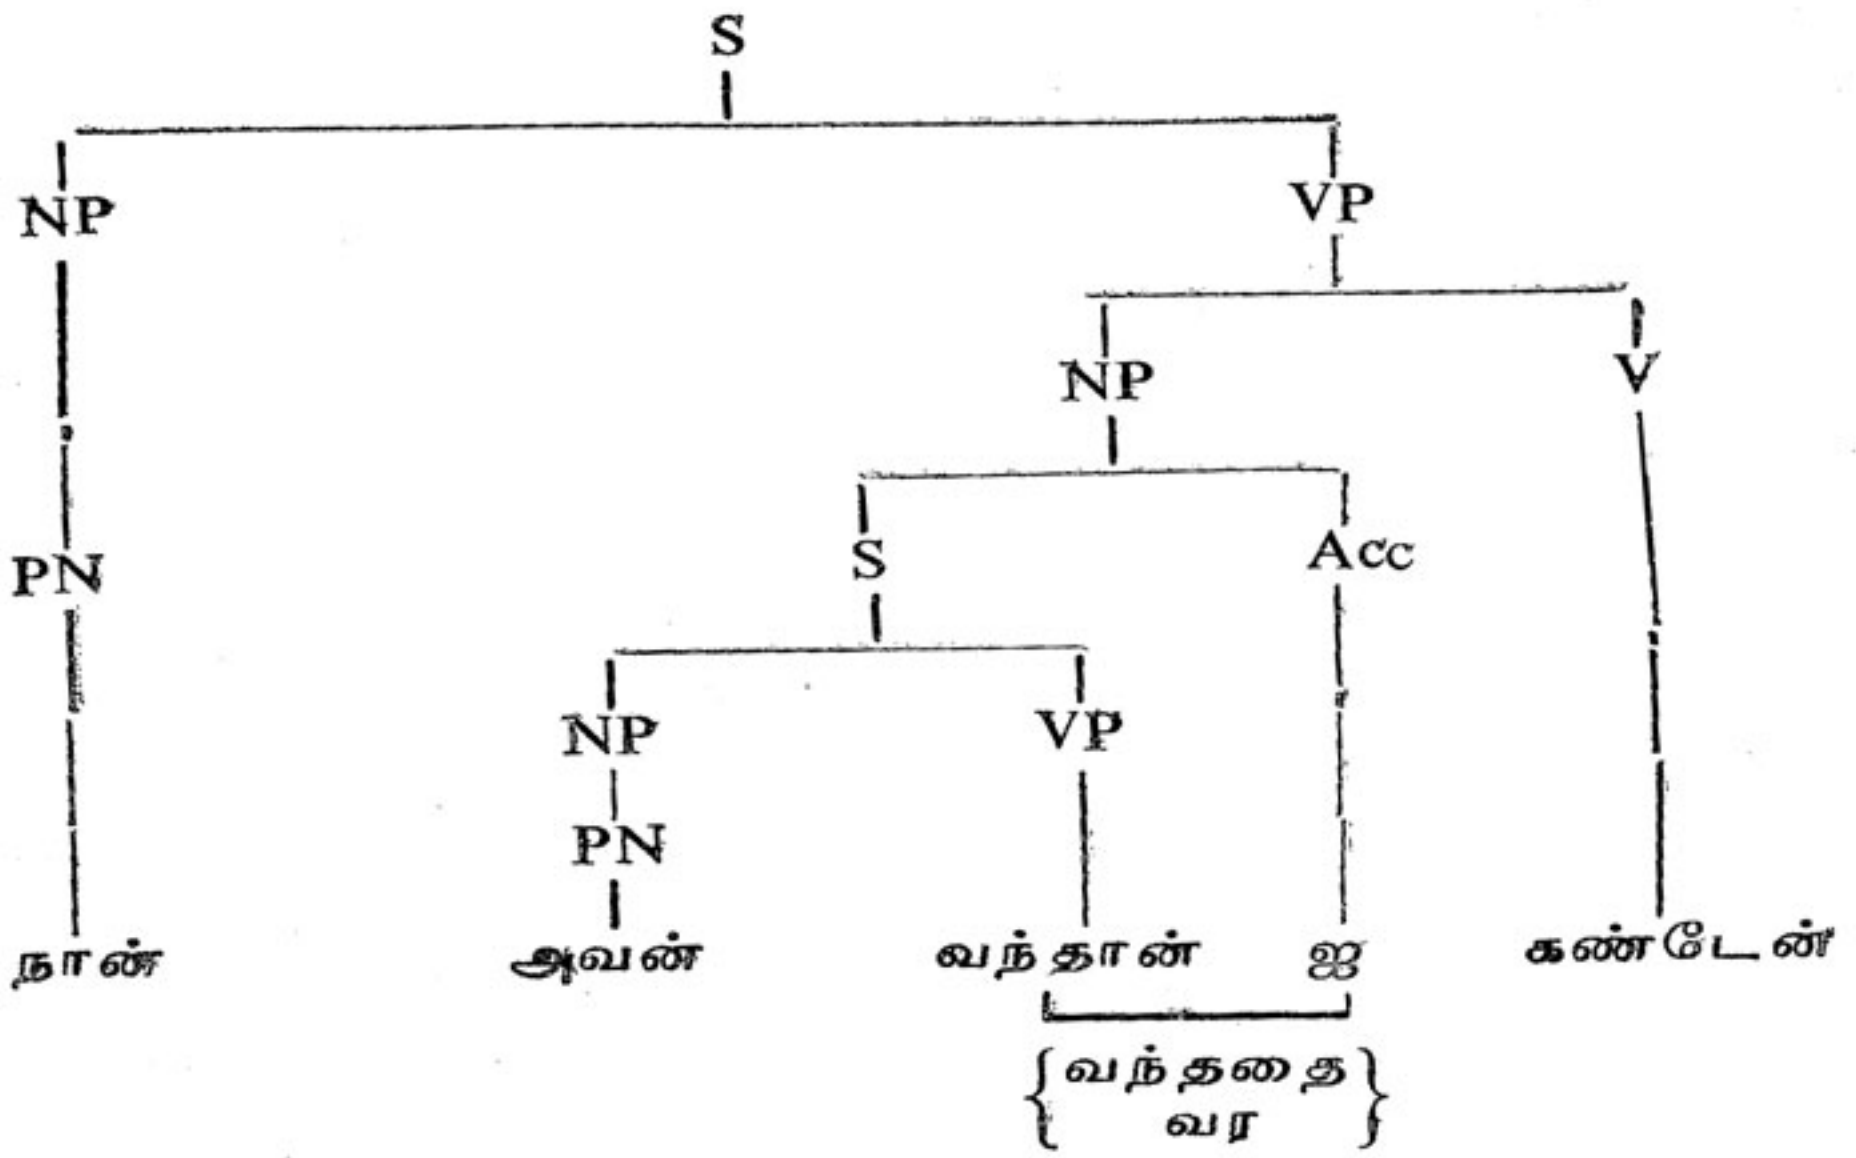 S
NP VP
NP V
S Acc
PN
NP VP
PN
நான் அவன் வந்தான் ஐ கண்டேன்
{வந்ததை
வர}